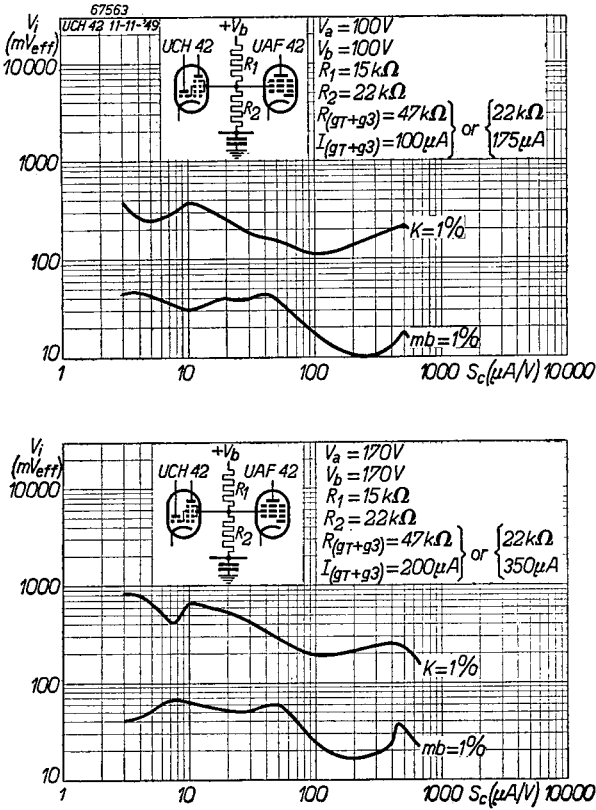 67563
UCH 42 11-11-'49
Vi
(mVeff)
+Vb
UCH 42
UAF 42
R1
R2
Va=100V
Vb=100V
R1=15kΩ
R2=22kΩ
R(gT+g3)=47kΩ
I(gT+g3)=100μA
or
22kΩ
175μA
10000
1000
100
10
K=1%
mb=1%
1
10
100
1000
Sc(μA/V)
10000
Vi
(mVeff)
+Vb
UCH 42
UAF 42
R1
R2
Va=170V
Vb=170V
R1=15kΩ
R2=22kΩ
R(gT+g3)=47kΩ
I(gT+g3)=200μA
or
22kΩ
350μA
10000
1000
100
10
K=1%
mb=1%
1
10
100
1000
Sc(μA/V)
10000